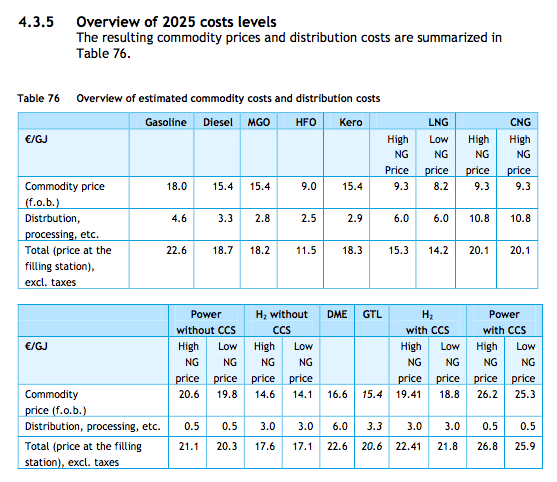 4.3.5 Overview of 2025 costs levels
The resulting commodity prices and distribution costs are summarized in
Table 76.
Table 76 Overview of estimated commodity costs and distribution costs
Gasoline Diesel MGO HFO Kero LNG CNG
€/GJ High Low High High
NG NG NG NG
Price price price price
Commodity price 18.0 15.4 15.4 9.0 15.4 9.3 8.2 9.3 9.3
(f.o.b.)
Distrbution, 4.6 3.3 2.8 2.5 2.9 6.0 6.0 10.8 10.8
processing, etc.
Total (price at the 22.6 18.7 18.2 11.5 18.3 15.3 14.2 20.1 20.1
filling station),
excl. taxes
Power H₂ without DME GTL H₂ Power
without CCS CCS with CCS with CCS
€/GJ High Low High Low High Low High Low
NG NG NG NG NG NG NG NG
price price price price price price price price
Commodity 20.6 19.8 14.6 14.1 16.6 15.4 19.41 18.8 26.2 25.3
price (f.o.b.)
Distribution, processing, etc. 0.5 0.5 3.0 3.0 6.0 3.3 3.0 3.0 0.5 0.5
Total (price at the filling 21.1 20.3 17.6 17.1 22.6 20.6 22.41 21.8 26.8 25.9
station), excl. taxes